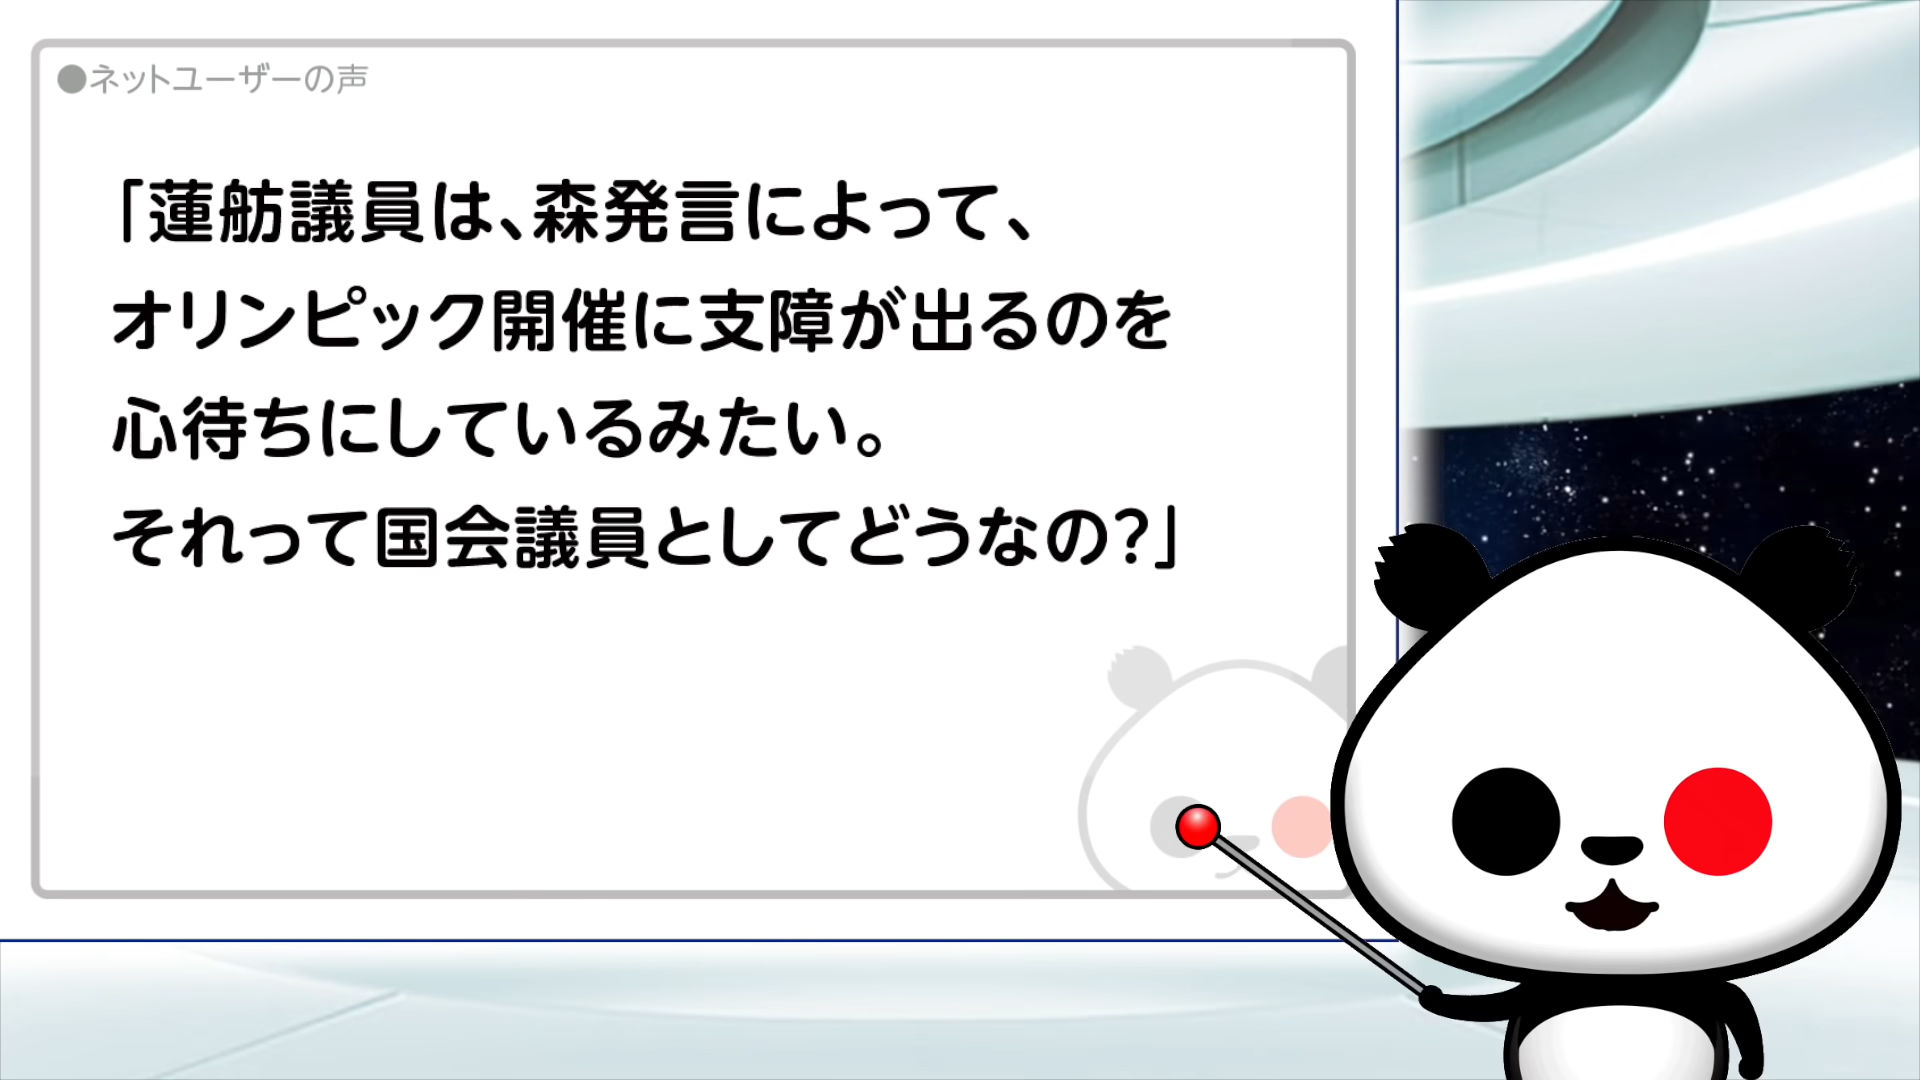 ●ネットユーザーの声
「蓮舫議員は、森発言によって、
オリンピック開催に支障が出るのを
心待ちにしているみたい。
それって国会議員としてどうなの？」